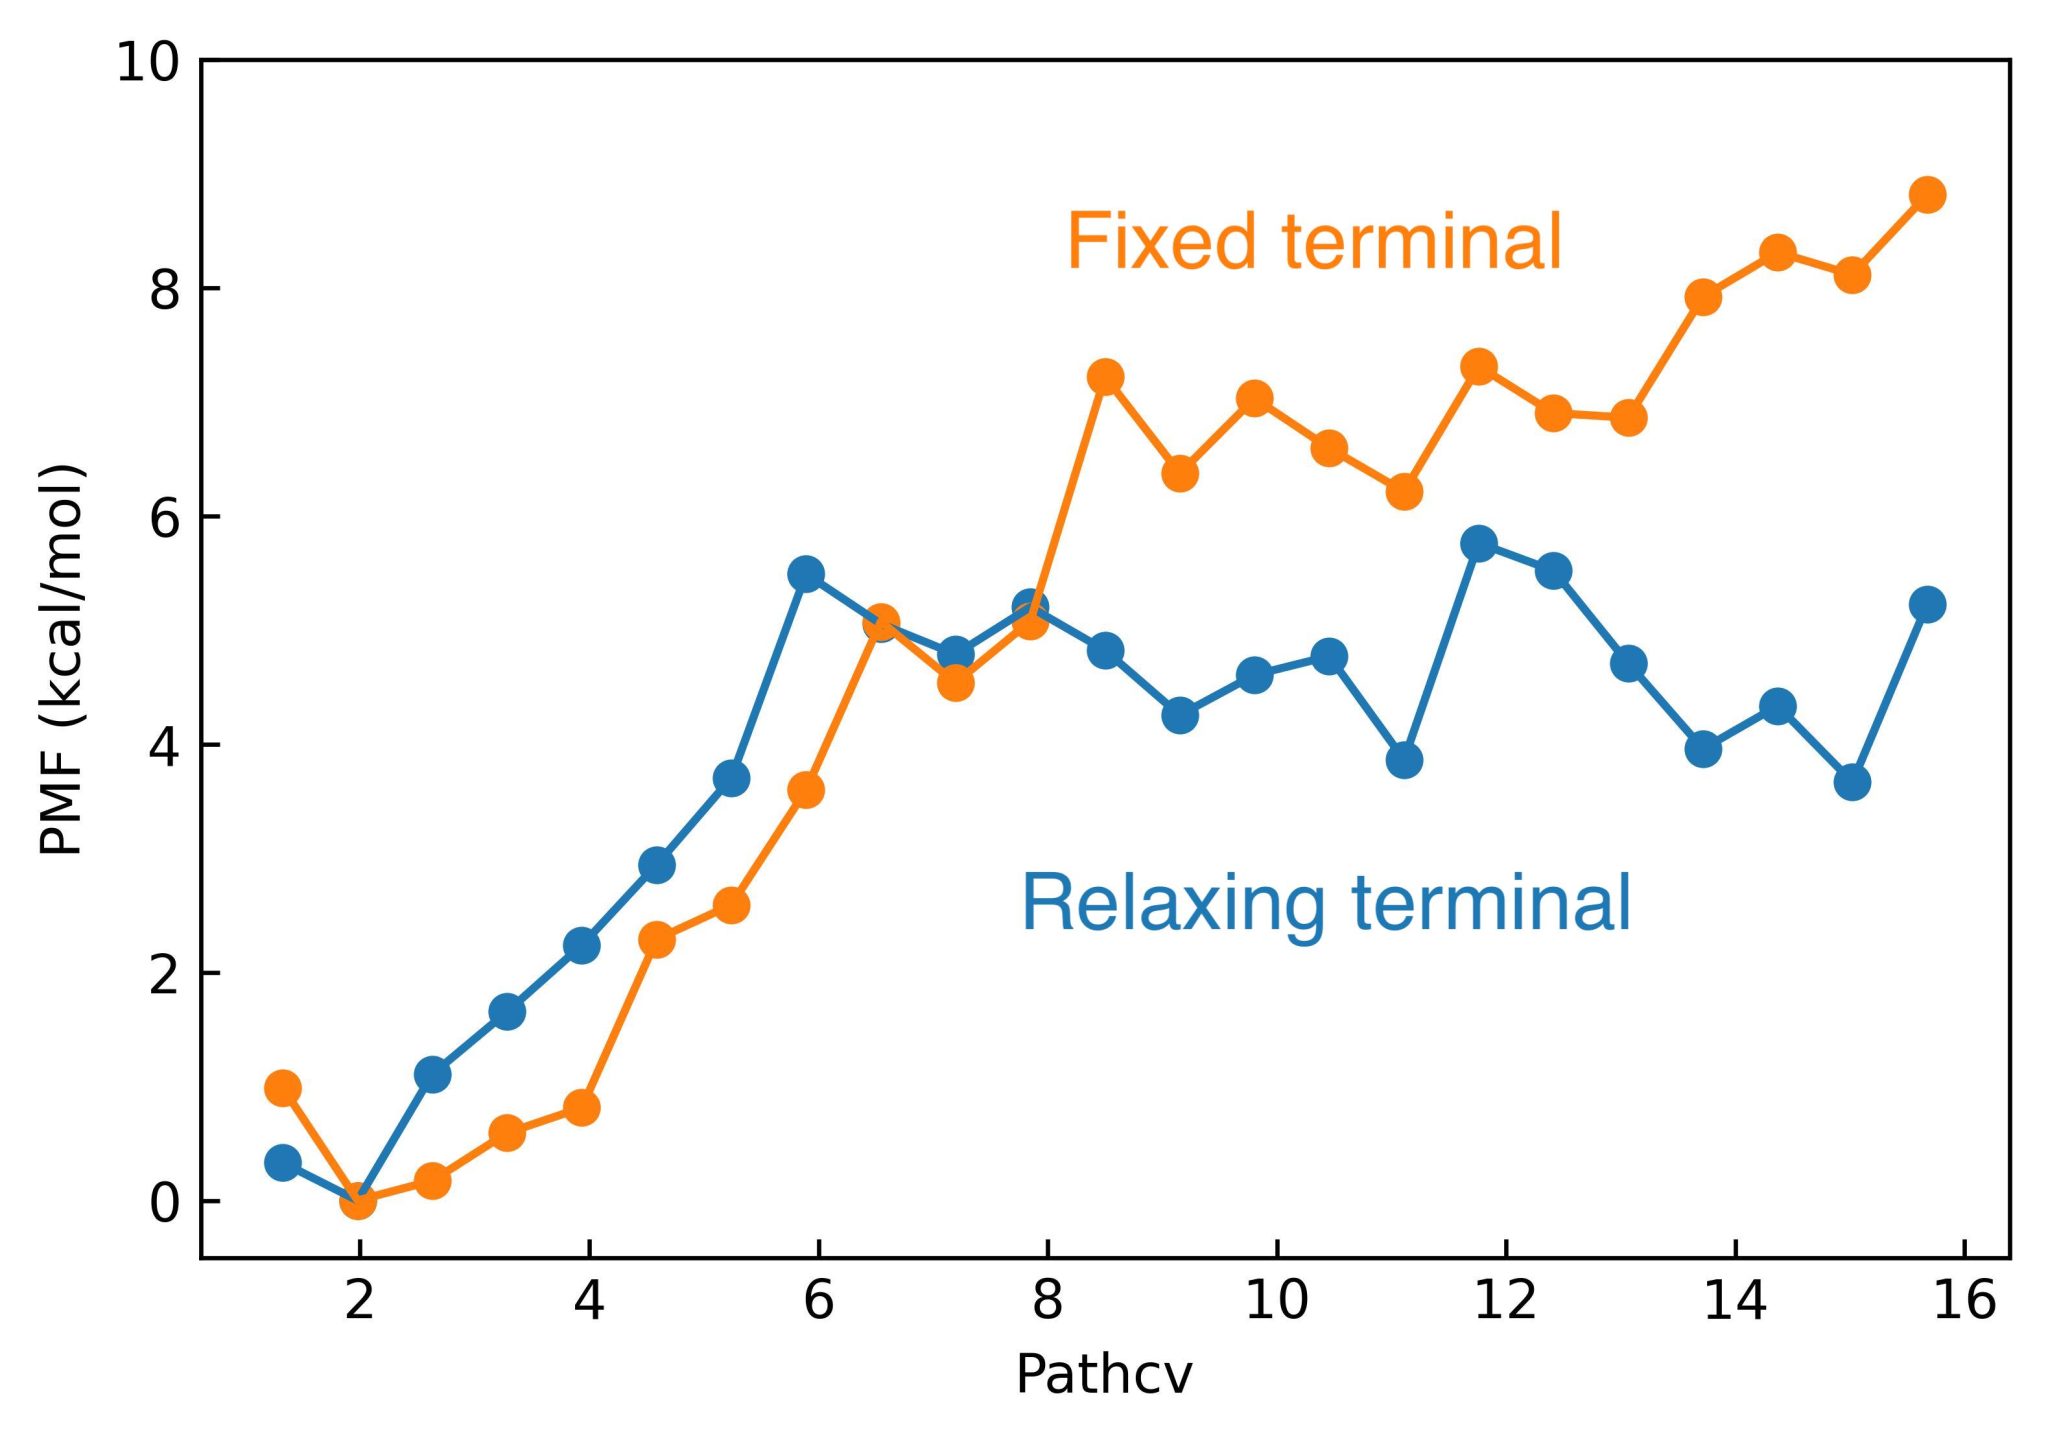 10
8
6
4
2
0
PMF (kcal/mol)
Fixed terminal
Relaxing terminal
2 4 6 8 10 12 14 16
Pathcv